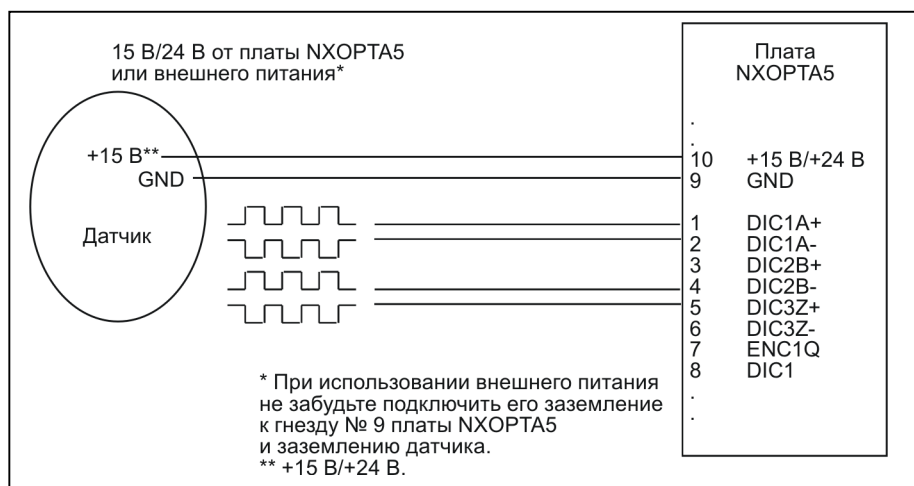 15 В/24 В от платы NXOPTA5
или внешнего питания*
Плата
NXOPTA5
.
.
+15 В**
10 +15 В/+24 В
GND
9 GND
Датчик
1 DIC1A+
2 DIC1A-
3 DIC2B+
4 DIC2B-
5 DIC3Z+
6 DIC3Z-
7 ENC1Q
8 DIC1
.
.
* При использовании внешнего питания
не забудьте подключить его заземление
к гнезду № 9 платы NXOPTA5
и заземлению датчика.
** +15 В/+24 В.